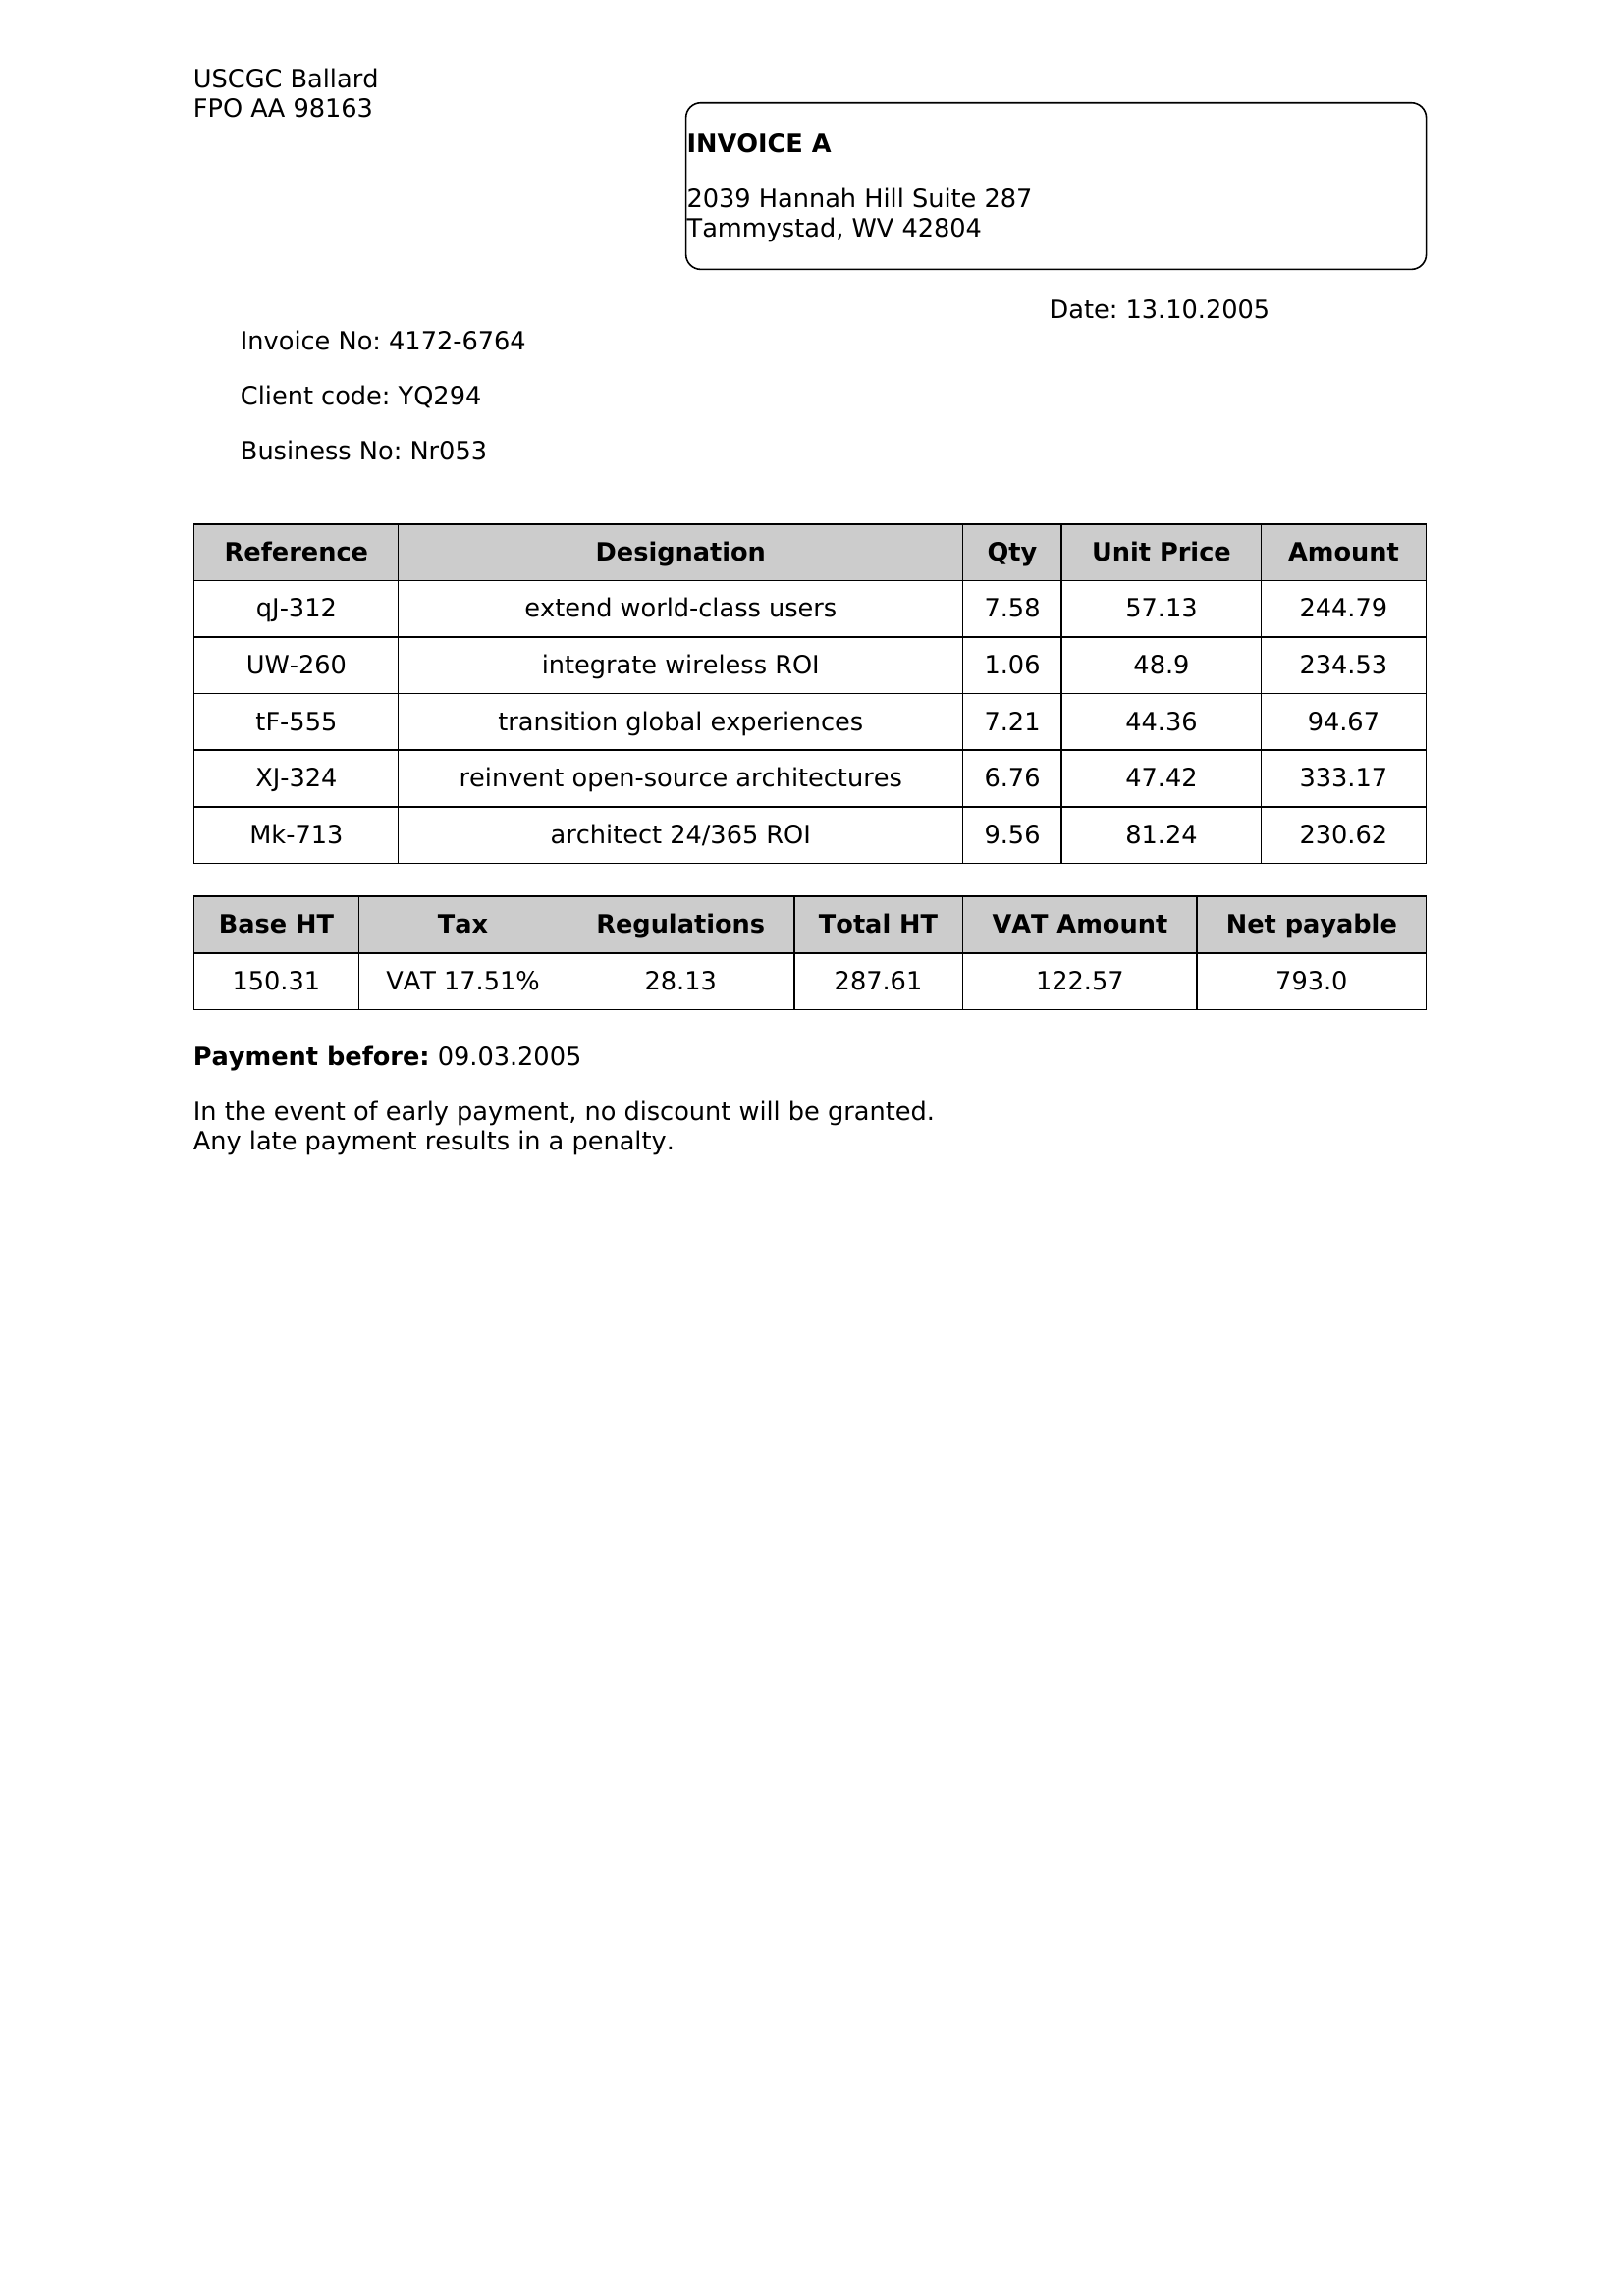 USCGC Ballard
FPO AA 98163
INVOICE A
2039 Hannah Hill Suite 287
Tammystad, WV 42804
Date: 13.10.2005
Invoice No: 4172-6764
Client code: YQ294
Business No: Nr053
Reference Designation Qty Unit Price Amount
qJ-312 extend world-class users 7.58 57.13 244.79
UW-260 integrate wireless ROI 1.06 48.9 234.53
tF-555 transition global experiences 7.21 44.36 94.67
XJ-324 reinvent open-source architectures 6.76 47.42 333.17
Mk-713 architect 24/365 ROI 9.56 81.24 230.62
Base HT Tax Regulations Total HT VAT Amount Net payable
150.31 VAT 17.51% 28.13 287.61 122.57 793.0
Payment before: 09.03.2005
In the event of early payment, no discount will be granted.
Any late payment results in a penalty.